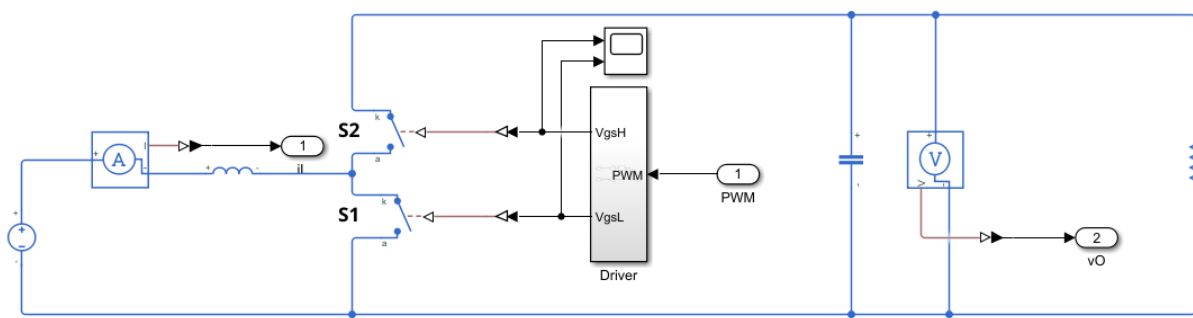 k
S2
VgsH
+
A
I
-
1
iL
+
-
a
PWM
1
PWM
+
-
+
V
V
-
k
S1
VgsL
a
+
-
Driver
2
vO